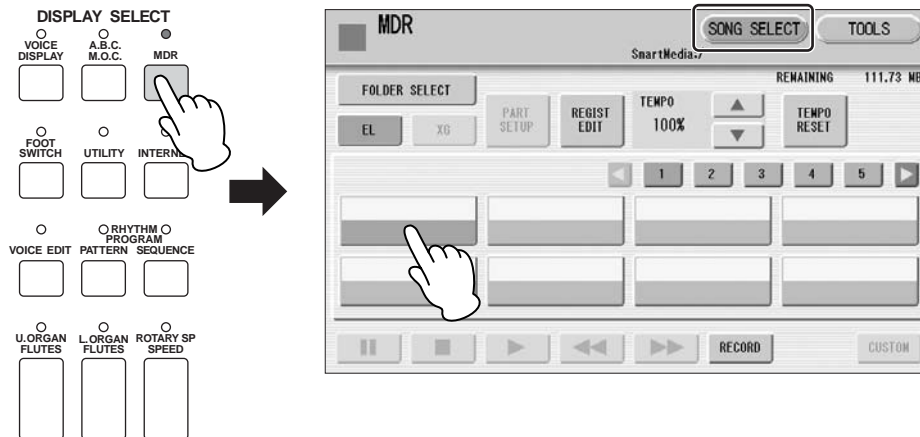 DISPLAY SELECT
VOICE DISPLAY
A.B.C. M.O.C.
MDR
FOOT SWITCH
UTILITY
VOICE EDIT
RHYTHM PROGRAM
PATTERN
SEQUENCE
U.ORGAN FLUTES
L.ORGAN FLUTES
ROTARY SP SPEED
MDR
SONG SELECT
TOOLS
REMAINING 111.73 MB
FOLDER SELECT
EL
XG
PART SETUP
REGIST EDIT
TEMPO
100%
TEMPO RESET
1 2 3 4 5
RECORD
CUSTOM